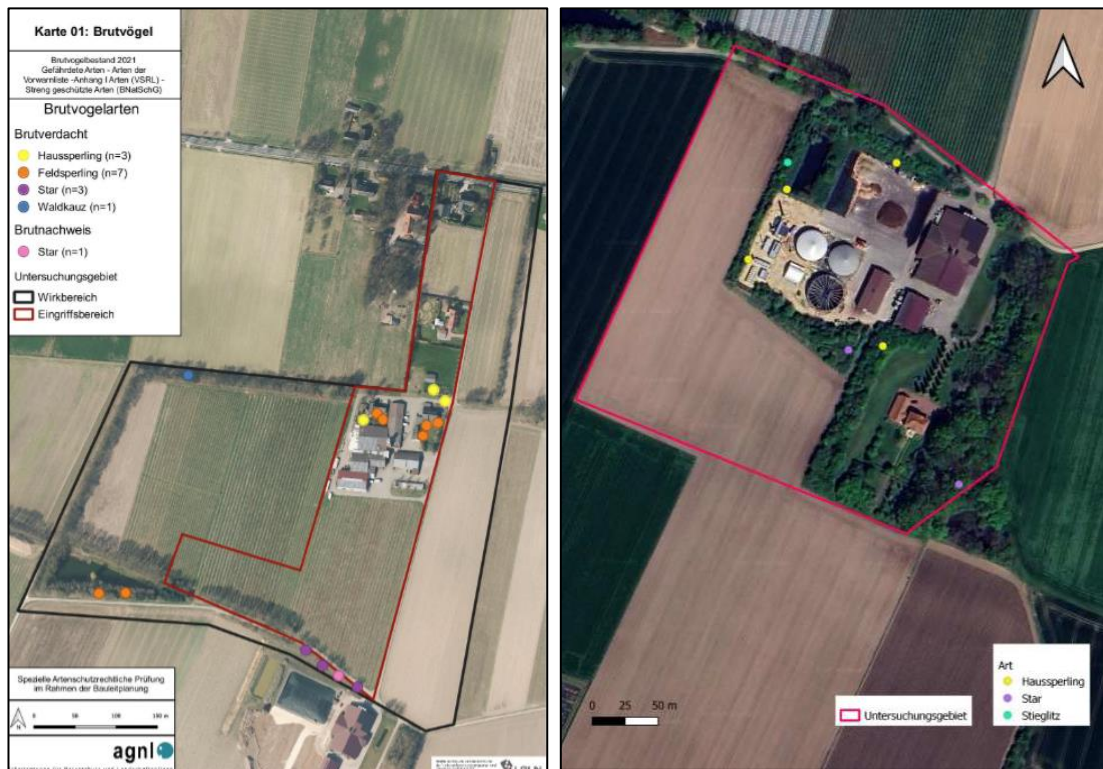 Karte 01: Brutvögel
Brutvogelbestand 2021
Gefährdete Arten - Arten der
Vorwarnliste -Anhang I Arten (VSRL) -
Streng geschützte Arten (BNatSchG)
Brutvogelarten
Brutverdacht
Haussperling (n=3)
Feldsperling (n=7)
Star (n=3)
Waldkauz (n=1)
Brutnachweis
Star (n=1)
Untersuchungsgebiet
Wirkbereich
Eingriffsbereich
Spezielle Artenschutzrechtliche Prüfung
im Rahmen der Bauleitplanung
N
0 50 100 150 m
agnl
LGLN
0 25 50 m
Untersuchungsgebiet
Art
Haussperling
Star
Stieglitz